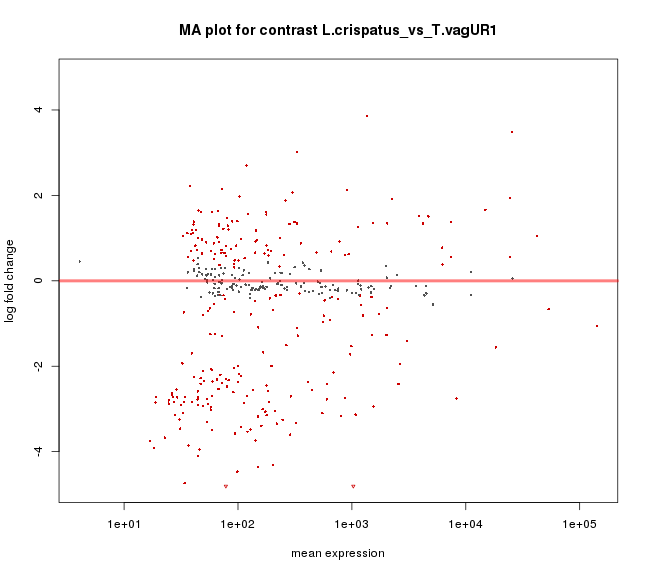 MA plot for contrast L.crispatus_vs_T.vagUR1
log fold change
4
2
0
-2
-4
1e+01 1e+02 1e+03 1e+04 1e+05
mean expression